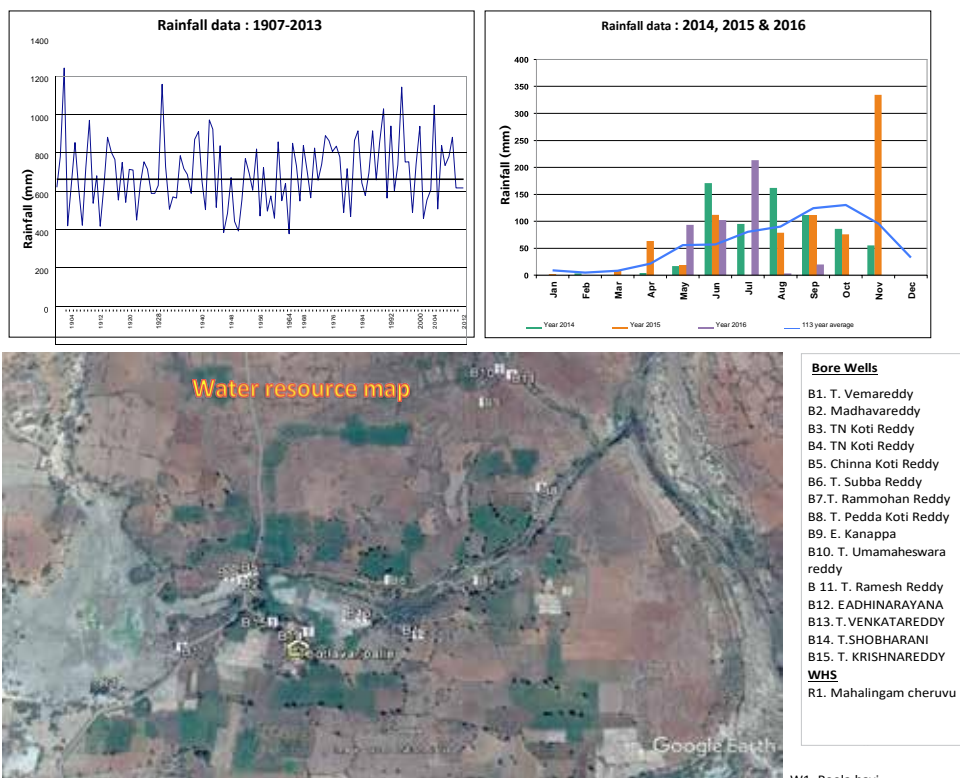 Rainfall data : 1907-2013
1400
1200
1000
800
600
400
200
0
Rainfall (mm)
1904
1912
1920
1928
1940
1948
1956
1964
1968
1976
1984
1992
2000
2004
2012
Rainfall data : 2014, 2015 & 2016
400
350
300
250
200
150
100
50
0
Rainfall (mm)
Jan
Feb
Mar
Apr
May
Jun
Jul
Aug
Sep
Oct
Nov
Dec
Year 2014 Year 2015 Year 2016 113 year average
Water resource map
B10
B11
B8
Google Earth
Bore Wells
B1. T. Vemareddy
B2. Madhavareddy
B3. TN Koti Reddy
B4. TN Koti Reddy
B5. Chinna Koti Reddy
B6. T. Subba Reddy
B7.T. Rammohan Reddy
B8. T. Pedda Koti Reddy
B9. E. Kanappa
B10. T. Umamaheswara
reddy
B 11. T. Ramesh Reddy
B12. EADHINARAYANA
B13.T.VENKATAREDDY
B14. T.SHOBHARANI
B15. T. KRISHNAREDDY
WHS
R1. Mahalingam cheruvu